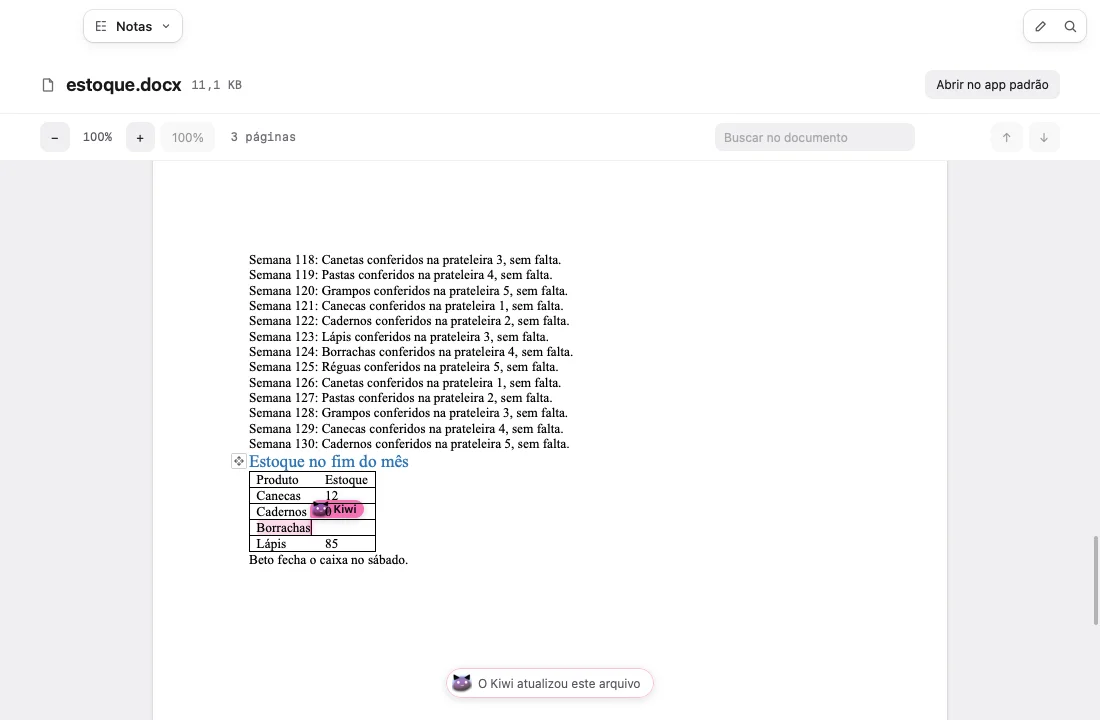 Notas
estoque.docx 11,1 KB
Abrir no app padrão
− 100% + 100% 3 páginas Buscar no documento ↑ ↓
Semana 118: Canetas conferidos na prateleira 3, sem falta.
Semana 119: Pastas conferidos na prateleira 4, sem falta.
Semana 120: Grampos conferidos na prateleira 5, sem falta.
Semana 121: Canecas conferidos na prateleira 1, sem falta.
Semana 122: Cadernos conferidos na prateleira 2, sem falta.
Semana 123: Lápis conferidos na prateleira 3, sem falta.
Semana 124: Borrachas conferidos na prateleira 4, sem falta.
Semana 125: Réguas conferidos na prateleira 5, sem falta.
Semana 126: Canetas conferidos na prateleira 1, sem falta.
Semana 127: Pastas conferidos na prateleira 2, sem falta.
Semana 128: Grampos conferidos na prateleira 3, sem falta.
Semana 129: Canecas conferidos na prateleira 4, sem falta.
Semana 130: Cadernos conferidos na prateleira 5, sem falta.
Estoque no fim do mês
Produto Estoque
Canecas 12
Cadernos Kiwi
Borrachas
Lápis 85
Beto fecha o caixa no sábado.
O Kiwi atualizou este arquivo